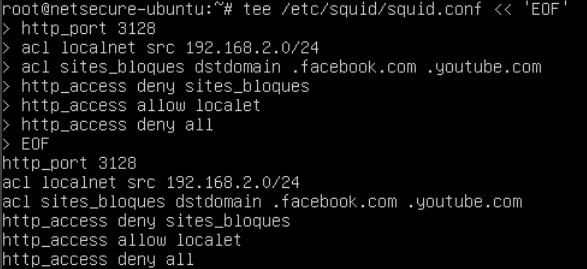 root@netsecure-ubuntu:~# tee /etc/squid/squid.conf << 'EOF'
> http_port 3128
> acl localnet src 192.168.2.0/24
> acl sites_bloques dstdomain .facebook.com .youtube.com
> http_access deny sites_bloques
> http_access allow localet
> http_access deny all
> EOF
http_port 3128
acl localnet src 192.168.2.0/24
acl sites_bloques dstdomain .facebook.com .youtube.com
http_access deny sites_bloques
http_access allow localet
http_access deny all